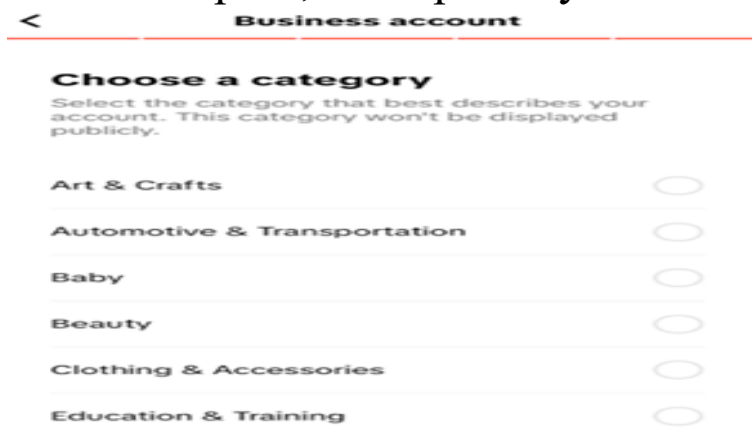 <
Business account
Choose a category
Select the category that best describes your
account. This category won't be displayed
publicly.
Art & Crafts
Automotive & Transportation
Baby
Beauty
Clothing & Accessories
Education & Training